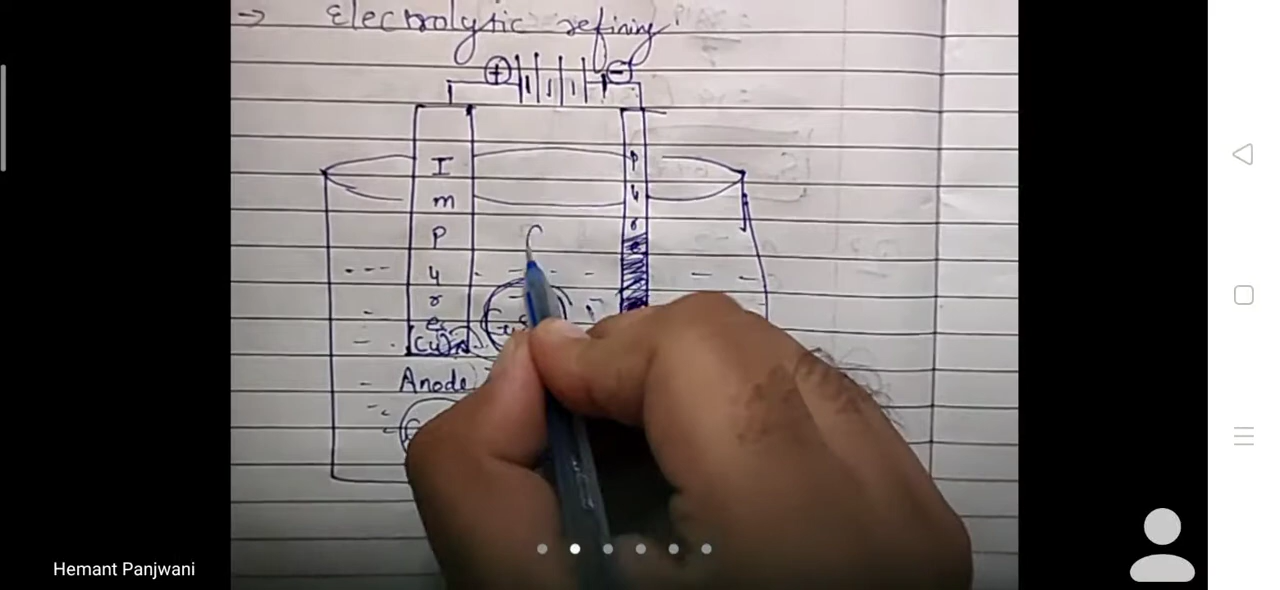 → Electrolytic refining
+ -
I
m
p
u
r
e
(Cu)
Anode
p
u
r
e
Hemant Panjwani